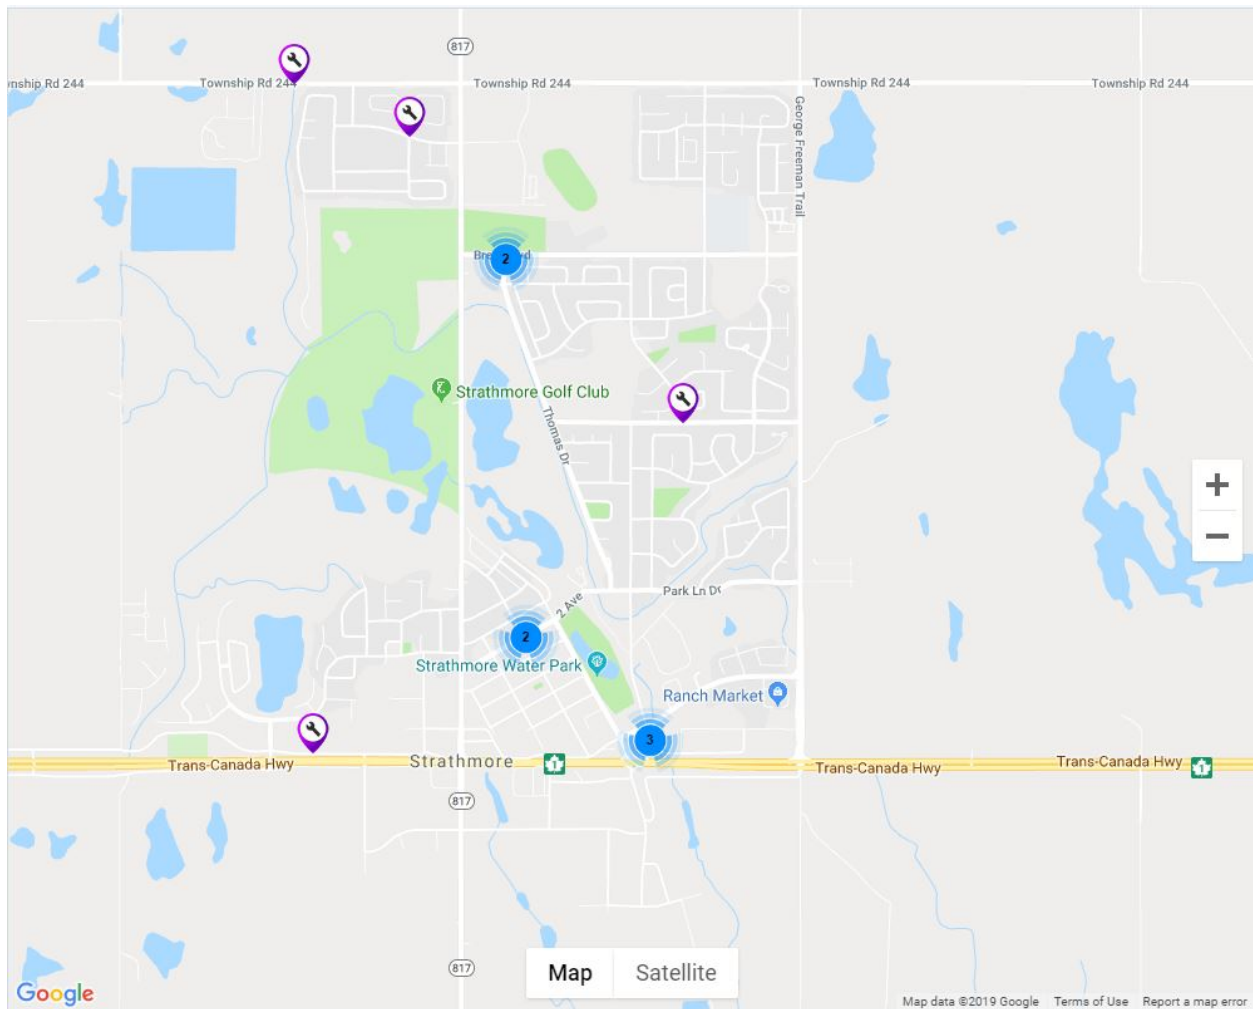 817
Township Rd 244
Township Rd 244
Township Rd 244
Township Rd 244
wnship Rd 244
George Freeman Trail
2
Strathmore Golf Club
Thomas Dr
+
−
Park Ln Dr
2 Ave
2
Strathmore Water Park
Ranch Market
3
Trans-Canada Hwy
Strathmore
1
Trans-Canada Hwy
Trans-Canada Hwy
1
817
817
Map
Satellite
Google
Map data ©2019 Google
Terms of Use
Report a map error